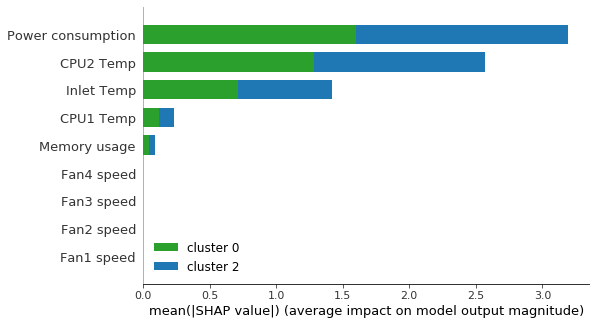 Power consumption
CPU2 Temp
Inlet Temp
CPU1 Temp
Memory usage
Fan4 speed
Fan3 speed
Fan2 speed
Fan1 speed
cluster 0
cluster 2
0.0 0.5 1.0 1.5 2.0 2.5 3.0
mean(|SHAP value|) (average impact on model output magnitude)